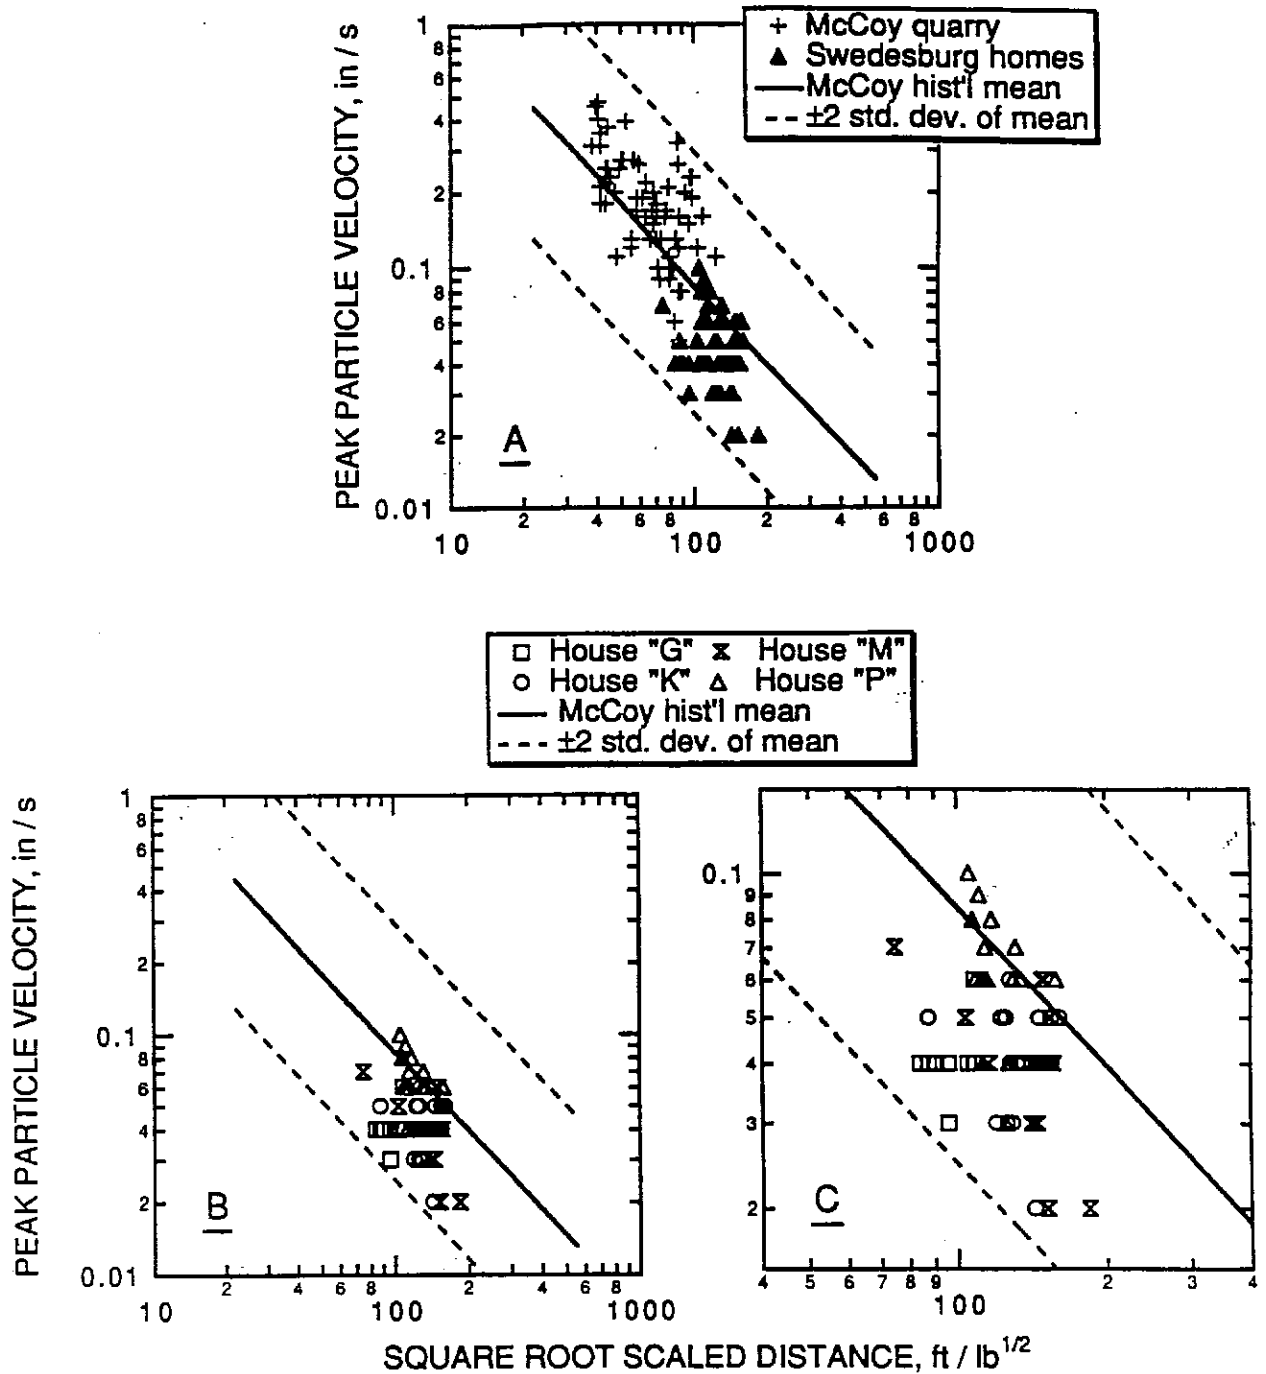 McCoy quarry
Swedesburg homes
McCoy hist'l mean
±2 std. dev. of mean
PEAK PARTICLE VELOCITY, in / s
1
8
6
4
2
0.1
8
6
4
2
0.01
A
2 4 6 8 2 4 6 8
10 100 1000
House "G" House "M"
House "K" House "P"
McCoy hist'l mean
±2 std. dev. of mean
PEAK PARTICLE VELOCITY, in / s
1
8
6
4
2
0.1
8
6
4
2
0.01
B
2 4 6 8 2 4 6 8
10 100 1000
0.1
9
8
7
6
5
4
3
2
C
4 5 6 7 8 9 2 3 4
100
SQUARE ROOT SCALED DISTANCE, ft / lb1/2